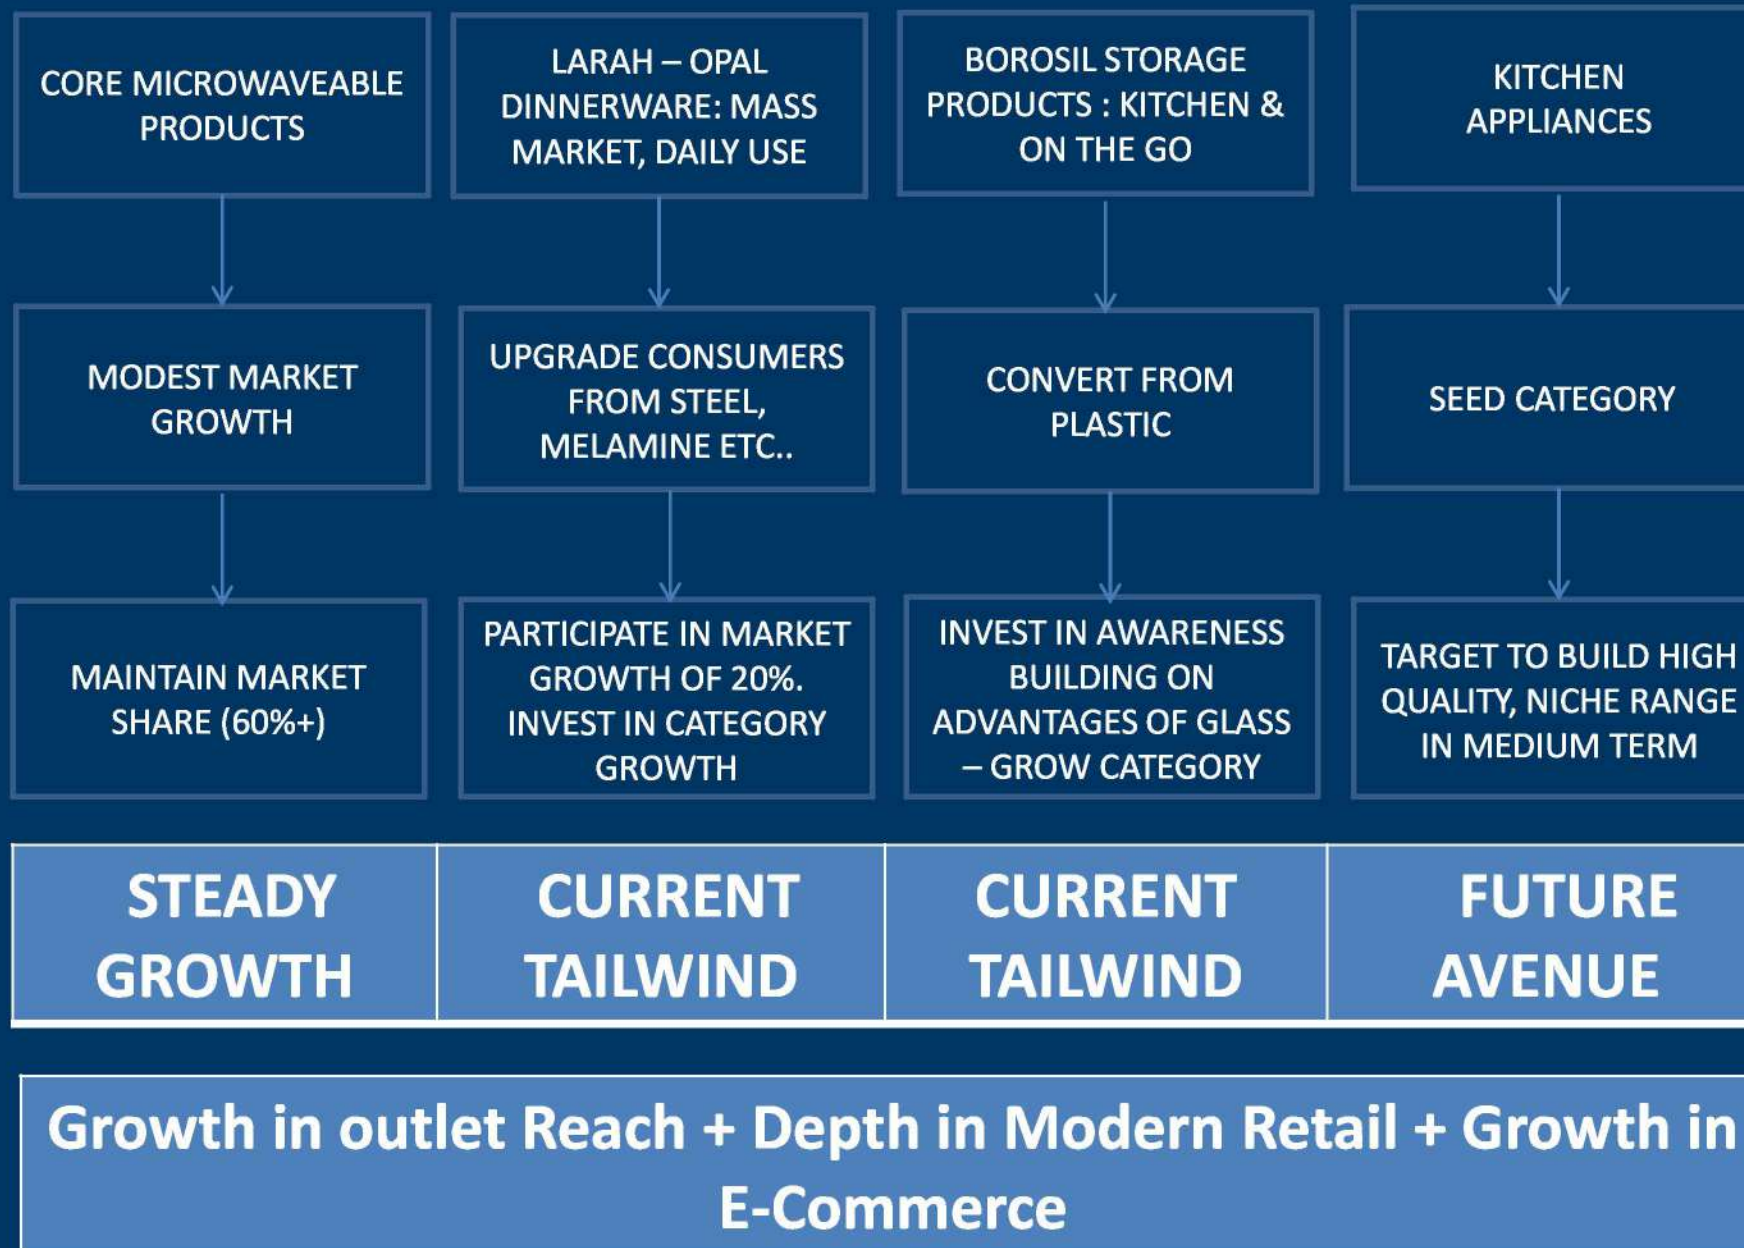 CORE MICROWAVEABLE
PRODUCTS
LARAH – OPAL
DINNERWARE: MASS
MARKET, DAILY USE
BOROSIL STORAGE
PRODUCTS : KITCHEN &
ON THE GO
KITCHEN
APPLIANCES
MODEST MARKET
GROWTH
UPGRADE CONSUMERS
FROM STEEL,
MELAMINE ETC..
CONVERT FROM
PLASTIC
SEED CATEGORY
MAINTAIN MARKET
SHARE (60%+)
PARTICIPATE IN MARKET
GROWTH OF 20%.
INVEST IN CATEGORY
GROWTH
INVEST IN AWARENESS
BUILDING ON
ADVANTAGES OF GLASS
– GROW CATEGORY
TARGET TO BUILD HIGH
QUALITY, NICHE RANGE
IN MEDIUM TERM
STEADY
GROWTH
CURRENT
TAILWIND
CURRENT
TAILWIND
FUTURE
AVENUE
Growth in outlet Reach + Depth in Modern Retail + Growth in
E-Commerce